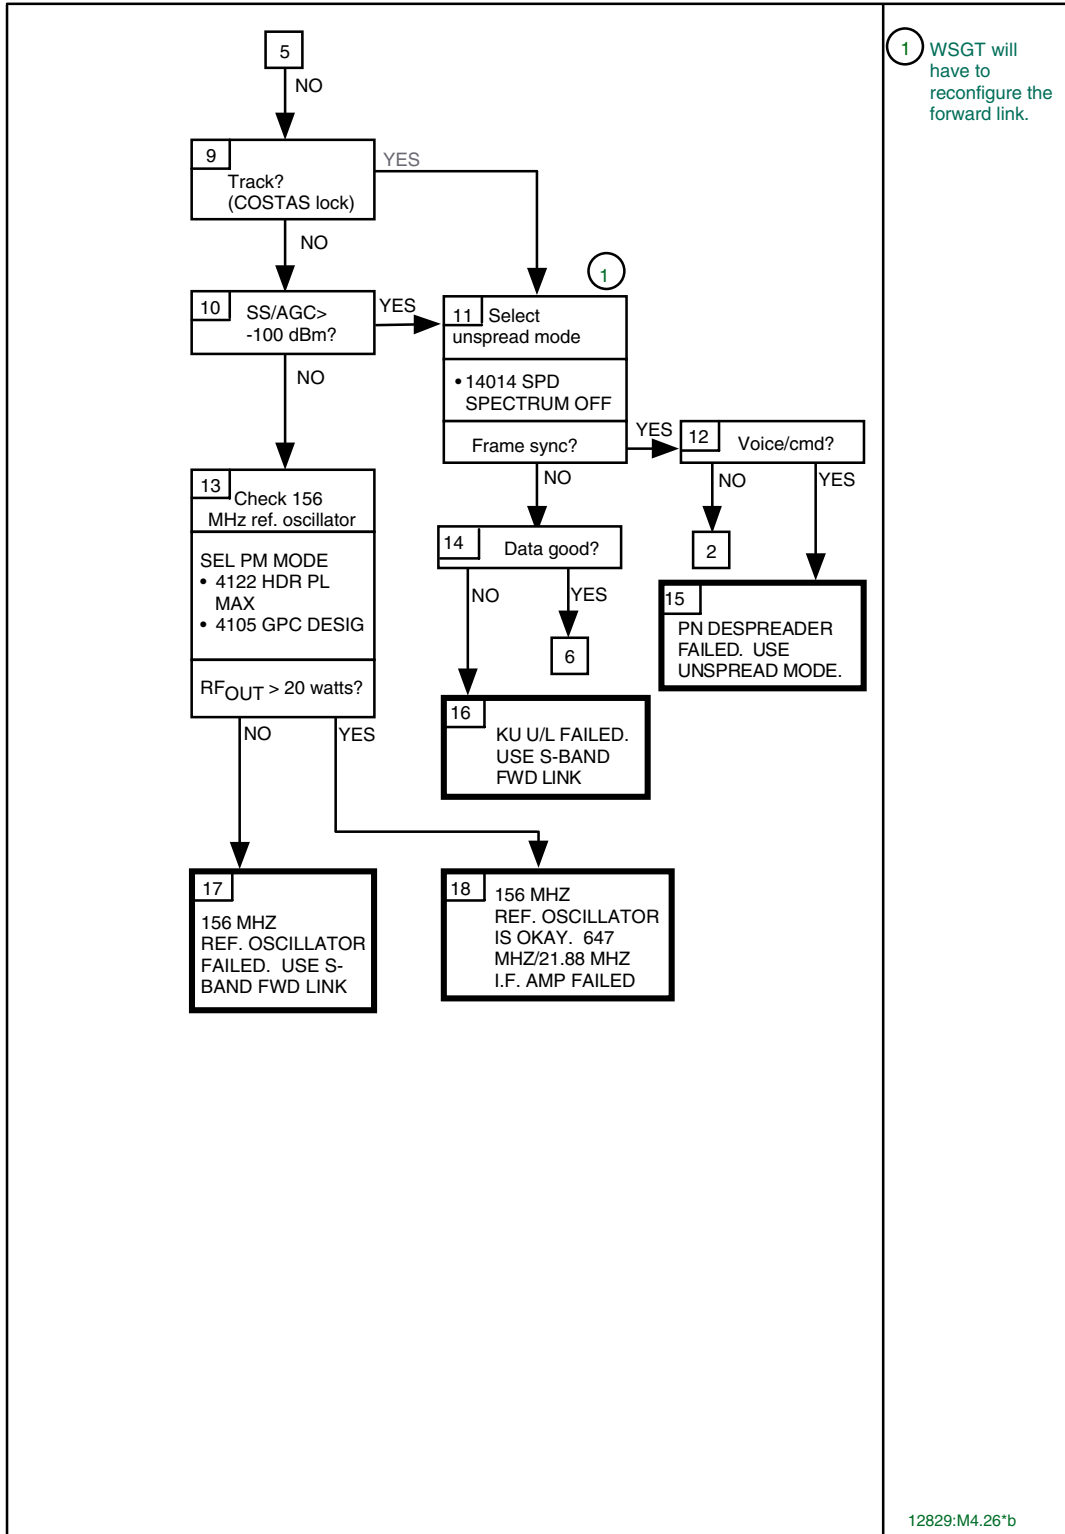 5
NO
9
Track?
(COSTAS lock)
YES
NO
10
SS/AGC>
-100 dBm?
YES
NO
1
11 Select
unspread mode
• 14014 SPD
SPECTRUM OFF
Frame sync?
YES
NO
12
Voice/cmd?
NO
YES
2
13
Check 156
MHz ref. oscillator
SEL PM MODE
• 4122 HDR PL
MAX
• 4105 GPC DESIG
RFOUT > 20 watts?
NO
YES
14
Data good?
NO
YES
6
15
PN DESPREADER
FAILED. USE
UNSPREAD MODE.
16
KU U/L FAILED.
USE S-BAND
FWD LINK
17
156 MHZ
REF. OSCILLATOR
FAILED. USE S-
BAND FWD LINK
18
156 MHZ
REF. OSCILLATOR
IS OKAY. 647
MHZ/21.88 MHZ
I.F. AMP FAILED
1
WSGT will
have to
reconfigure the
forward link.
12829:M4.26*b